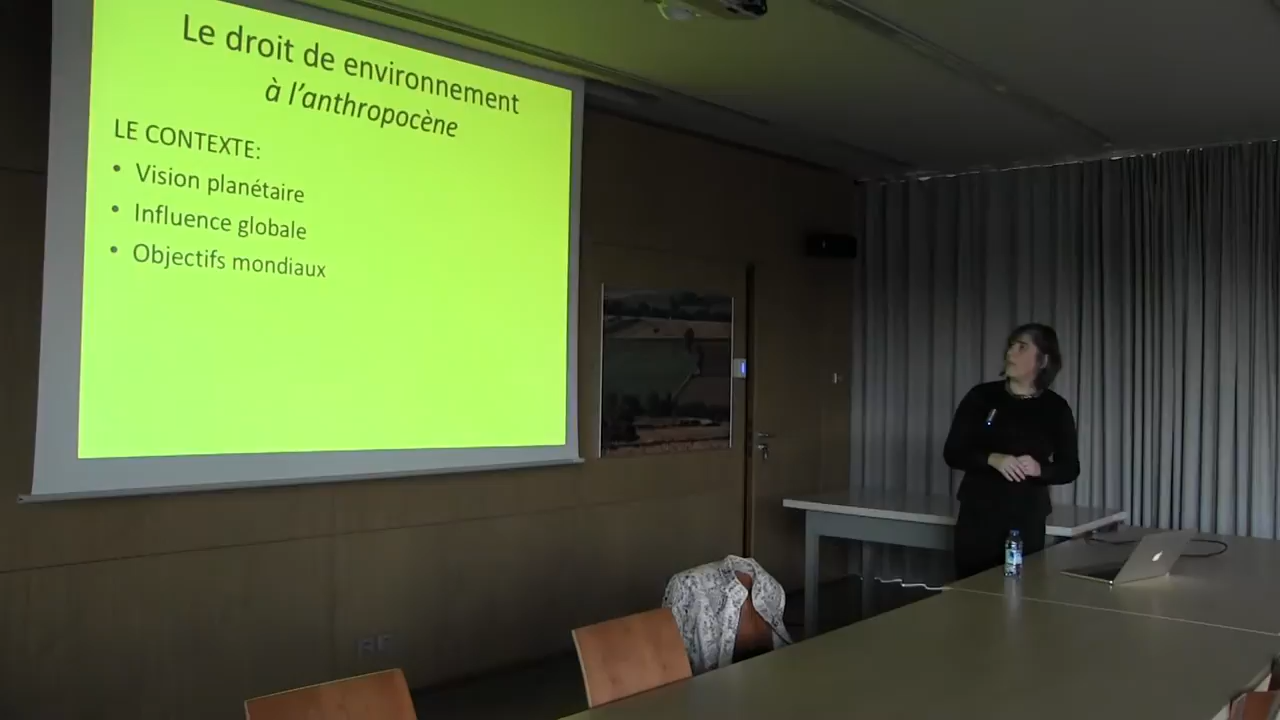 Le droit de environnement
à l'anthropocène
LE CONTEXTE:
• Vision planétaire
• Influence globale
• Objectifs mondiaux